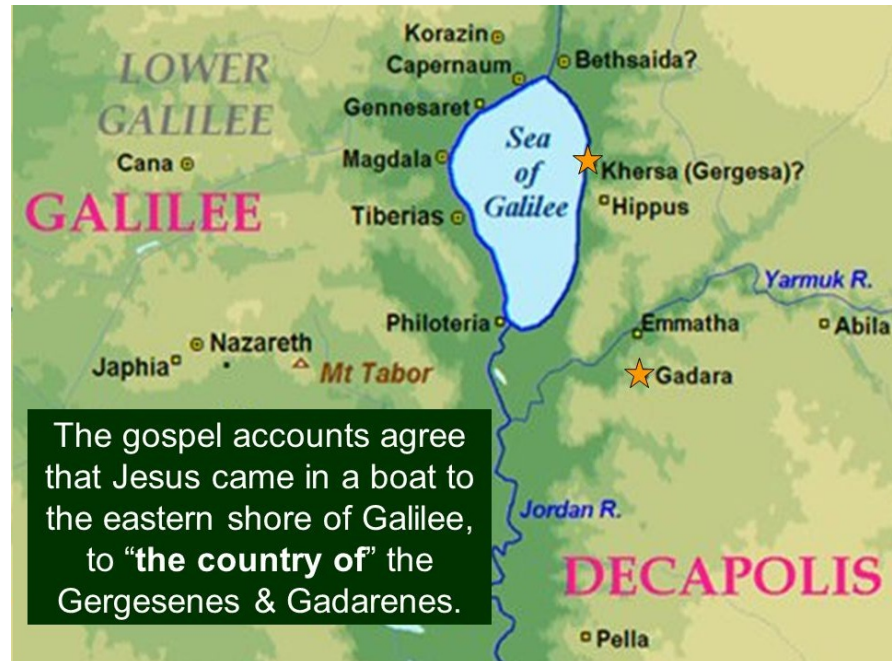 Korazin
Capernaum
Bethsaida?
LOWER
GALILEE
Gennesaret
Sea
of
Galilee
Cana
Magdala
Khersa (Gergesa)?
GALILEE
Tiberias
Hippus
Yarmuk R.
Philoteria
Emmatha
Abila
Nazareth
Japhia
Mt Tabor
Gadara
The gospel accounts agree
that Jesus came in a boat to
the eastern shore of Galilee,
to “the country of” the
Gergesenes & Gadarenes.
Jordan R.
DECAPOLIS
Pella